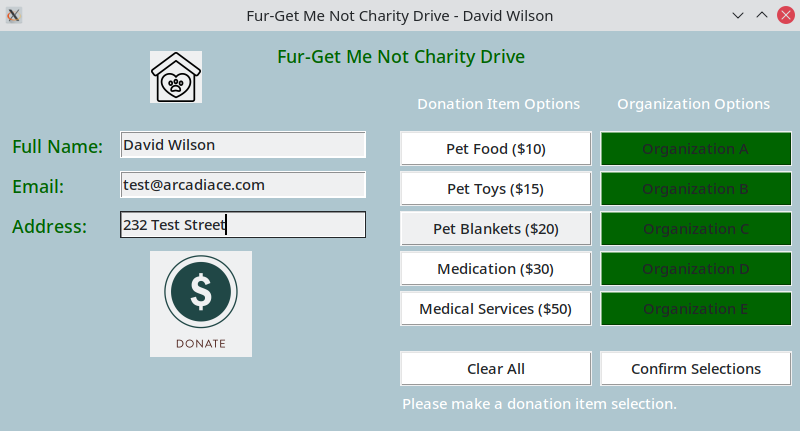 Fur-Get Me Not Charity Drive - David Wilson
Fur-Get Me Not Charity Drive
Full Name: David Wilson
Email: test@arcadiace.com
Address: 232 Test Street
DONATE
Donation Item Options Organization Options
Pet Food ($10) Organization A
Pet Toys ($15) Organization B
Pet Blankets ($20) Organization C
Medication ($30) Organization D
Medical Services ($50) Organization E
Clear All Confirm Selections
Please make a donation item selection.